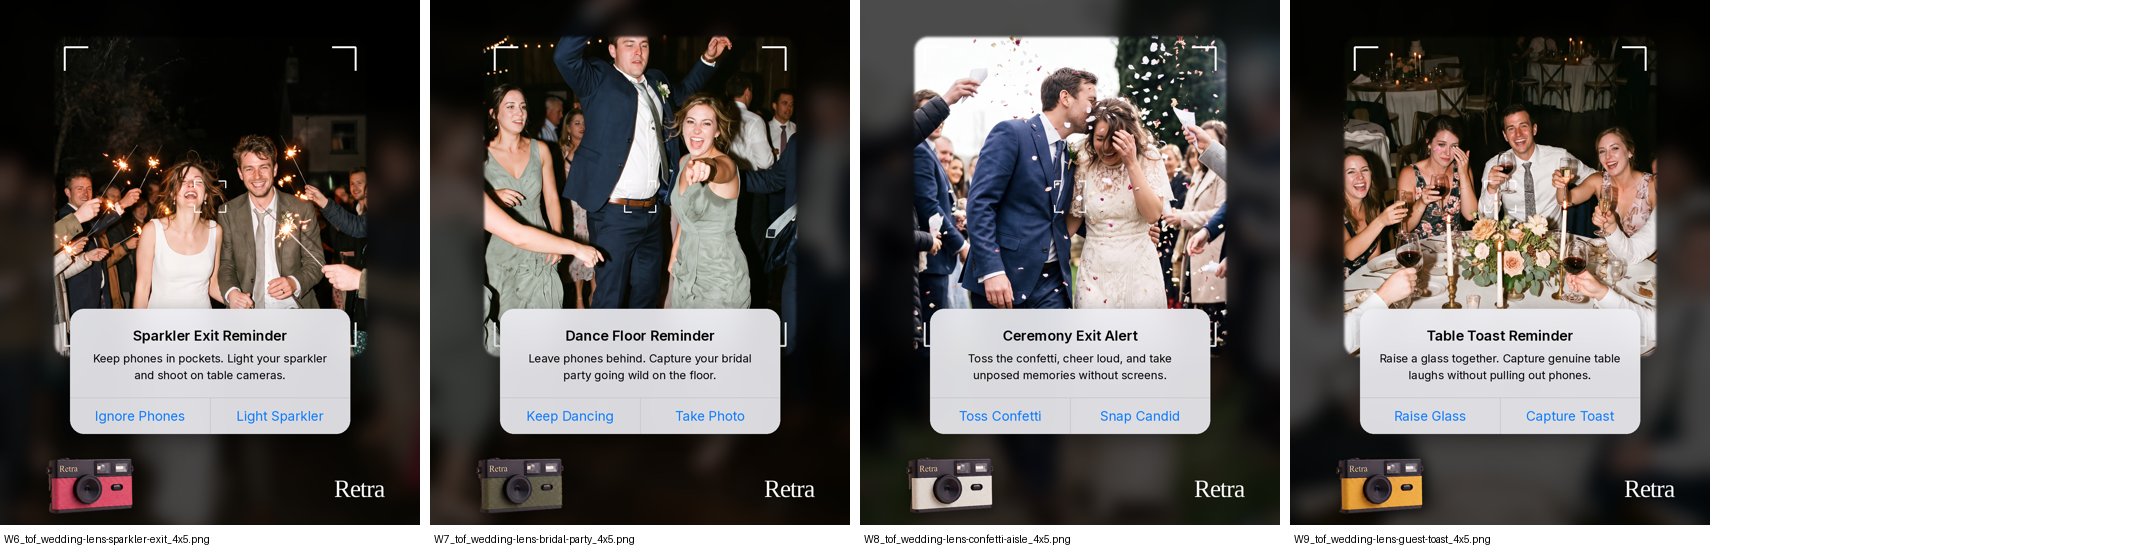 Sparkler Exit Reminder
Keep phones in pockets. Light your sparkler
and shoot on table cameras.
Ignore Phones
Light Sparkler
Retra
Retra
W6_tof_wedding-lens-sparkler-exit_4x5.png
Dance Floor Reminder
Leave phones behind. Capture your bridal
party going wild on the floor.
Keep Dancing
Take Photo
Retra
Retra
W7_tof_wedding-lens-bridal-party_4x5.png
Ceremony Exit Alert
Toss the confetti, cheer loud, and take
unposed memories without screens.
Toss Confetti
Snap Candid
Retra
Retra
W8_tof_wedding-lens-confetti-aisle_4x5.png
Table Toast Reminder
Raise a glass together. Capture genuine table
laughs without pulling out phones.
Raise Glass
Capture Toast
Retra
Retra
W9_tof_wedding-lens-guest-toast_4x5.png